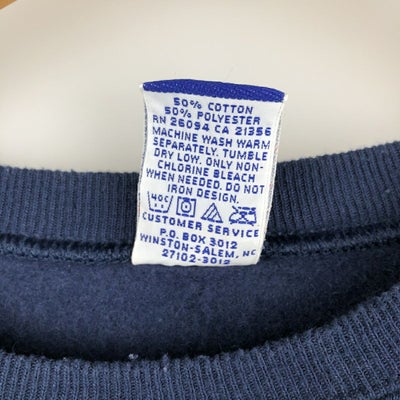 50% COTTON
50% POLYESTER
RN 26094 CA 21356
MACHINE WASH WARM
SEPARATELY. TUMBLE
DRY LOW. ONLY NON-
CHLORINE BLEACH
WHEN NEEDED. DO NOT
IRON DESIGN.
40C
CUSTOMER SERVICE
P.O. BOX 3012
WINSTON-SALEM, NC
27102-3012